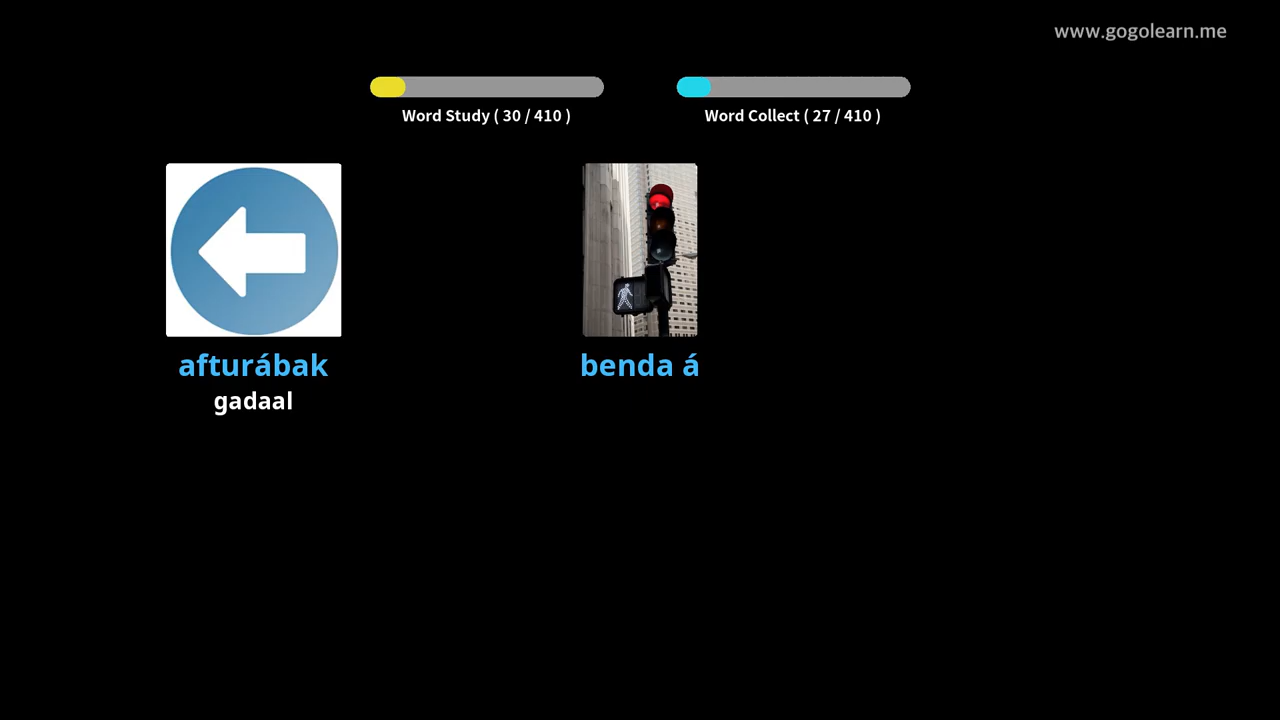 www.gogolearn.me
Word Study ( 30 / 410 )
Word Collect ( 27 / 410 )
afturábak
gadaal
benda á